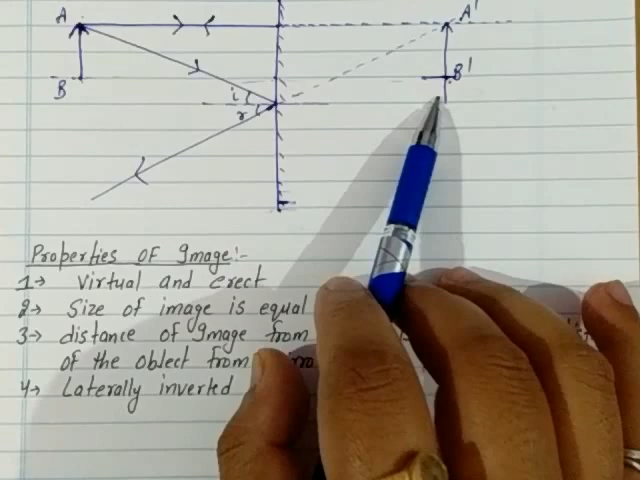 A A'
B B'
i
r
Properties of Image:-
1→ Virtual and erect
2→ Size of image is equal
3→ distance of Image from
of the object from
4→ Laterally inverted